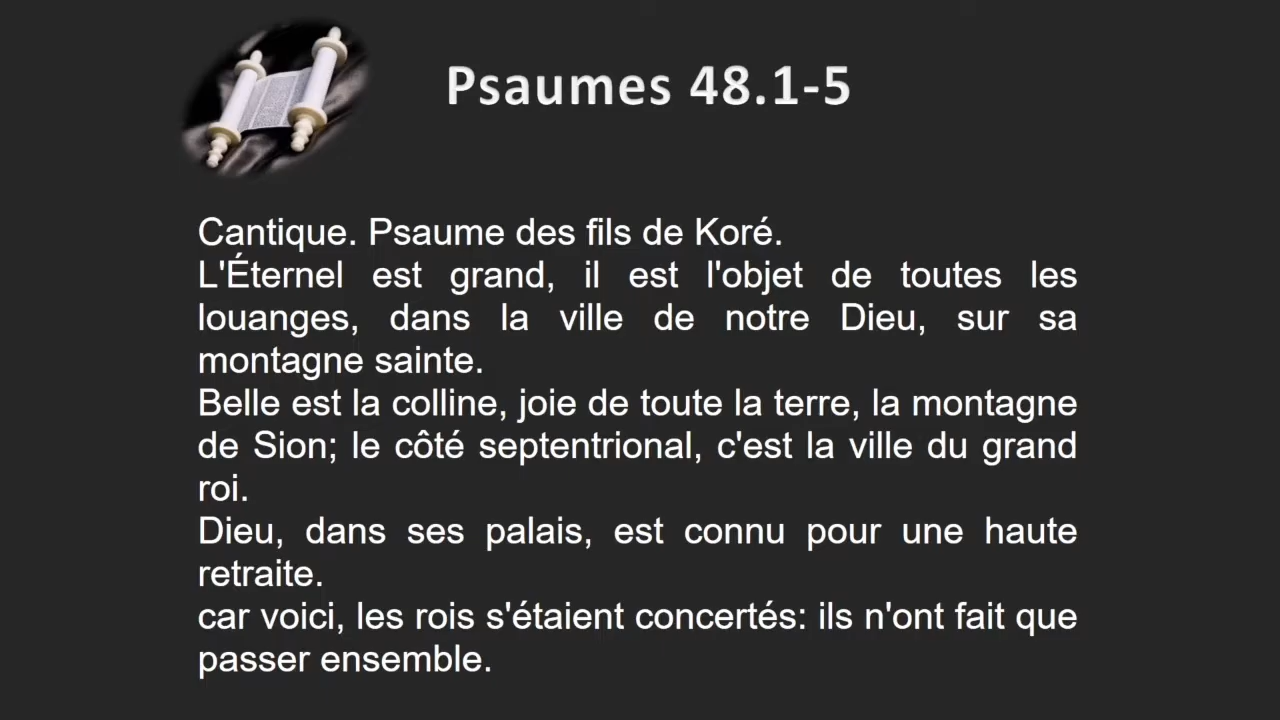 Psaumes 48.1-5
Cantique. Psaume des fils de Koré.
L'Éternel est grand, il est l'objet de toutes les
louanges, dans la ville de notre Dieu, sur sa
montagne sainte.
Belle est la colline, joie de toute la terre, la montagne
de Sion; le côté septentrional, c'est la ville du grand
roi.
Dieu, dans ses palais, est connu pour une haute
retraite.
car voici, les rois s'étaient concertés: ils n'ont fait que
passer ensemble.